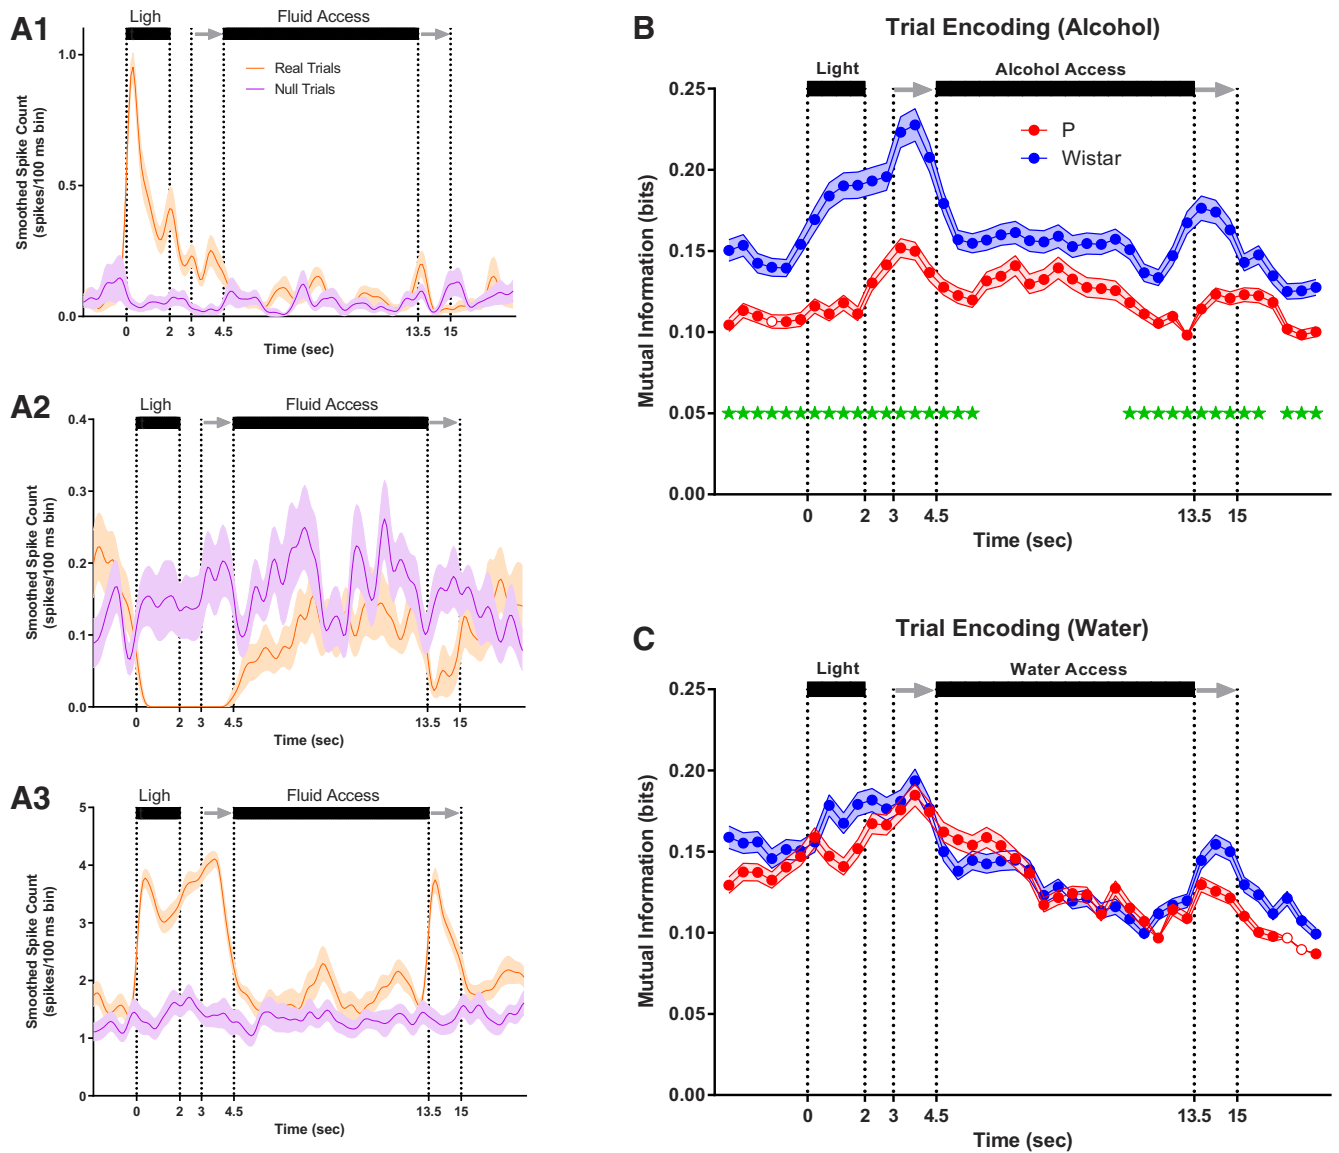 A1
Ligh
Fluid Access
Real Trials
Null Trials
Smoothed Spike Count
(spikes/100 ms bin)
1.0
0.5
0.0
0 2 3 4.5 13.5 15
Time (sec)
A2
Ligh
Fluid Access
Smoothed Spike Count
(spikes/100 ms bin)
0.4
0.3
0.2
0.1
0.0
0 2 3 4.5 13.5 15
Time (sec)
A3
Ligh
Fluid Access
Smoothed Spike Count
(spikes/100 ms bin)
5
4
3
2
1
0
0 2 3 4.5 13.5 15
Time (sec)
B
Trial Encoding (Alcohol)
Light
Alcohol Access
P
Wistar
Mutual Information (bits)
0.25
0.20
0.15
0.10
0.05
0.00
0 2 3 4.5 13.5 15
Time (sec)
C
Trial Encoding (Water)
Light
Water Access
Mutual Information (bits)
0.25
0.20
0.15
0.10
0.05
0.00
0 2 3 4.5 13.5 15
Time (sec)